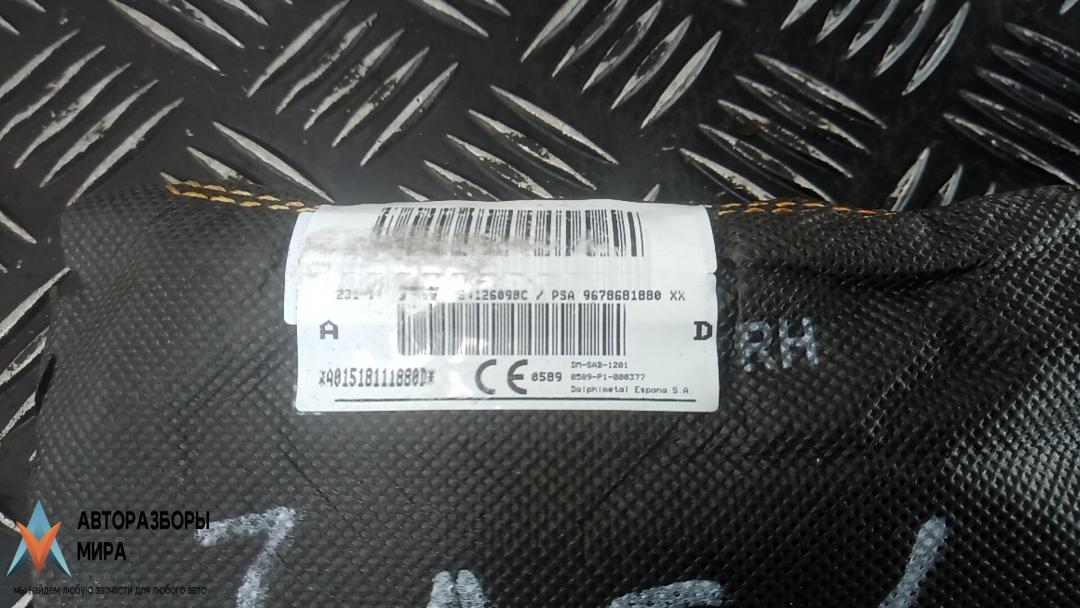 / PSA 9678681880 XX
A D RH
*A01518111880D*
CE 0589
DM-SAB-1201
0589-P1-000377
Dalphimetal Espana S.A
АВТОРАЗБОРЫ
МИРА
мы найдем любую запчасти для любого авто